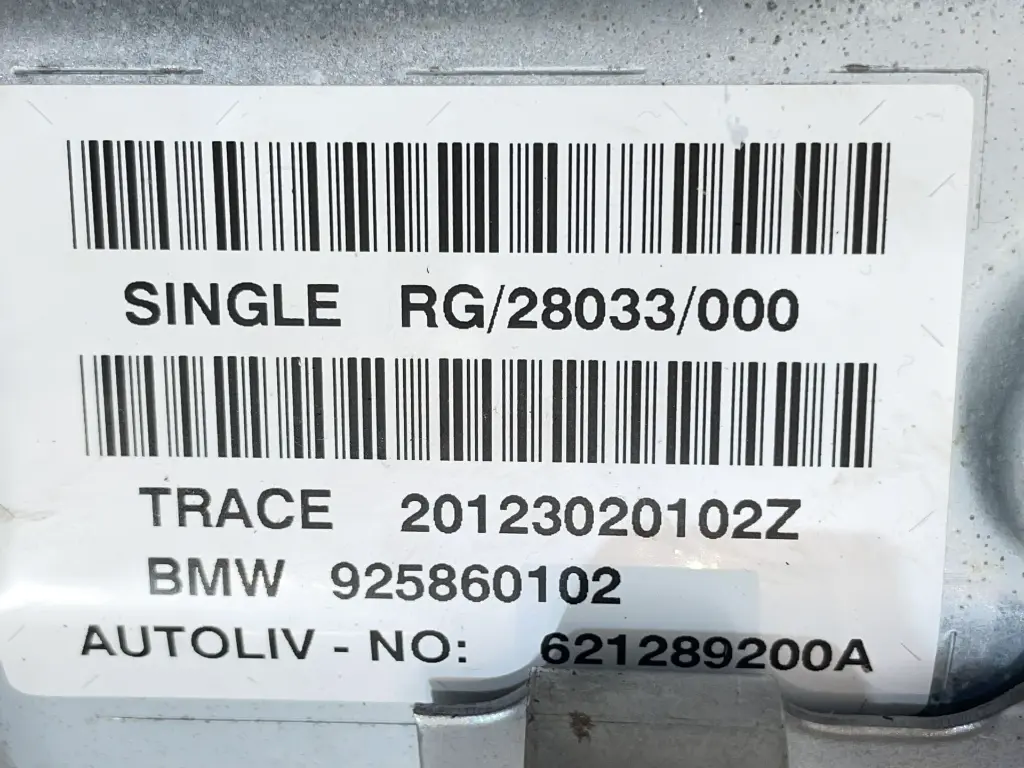 SINGLE RG/28033/000
TRACE 20123020102Z
BMW 925860102
AUTOLIV - NO: 621289200A